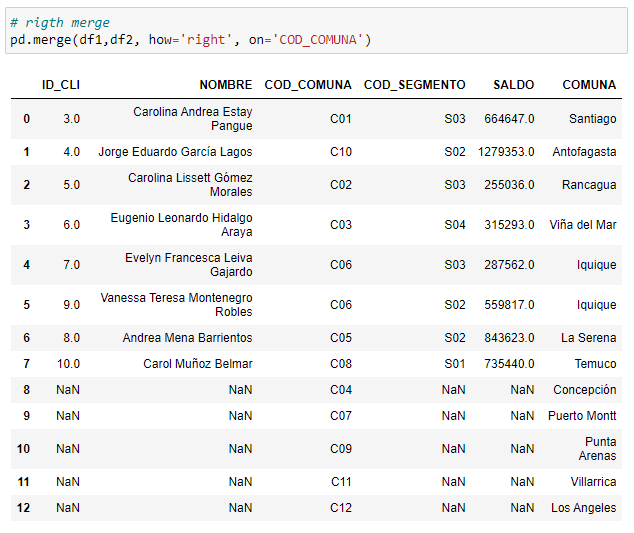 # rigth merge
pd.merge(df1,df2, how='right', on='COD_COMUNA')
ID_CLI NOMBRE COD_COMUNA COD_SEGMENTO SALDO COMUNA
0 3.0 Carolina Andrea Estay Pangue C01 S03 664647.0 Santiago
1 4.0 Jorge Eduardo García Lagos C10 S02 1279353.0 Antofagasta
2 5.0 Carolina Lissett Gómez Morales C02 S03 255036.0 Rancagua
3 6.0 Eugenio Leonardo Hidalgo Araya C03 S04 315293.0 Viña del Mar
4 7.0 Evelyn Francesca Leiva Gajardo C06 S03 287562.0 Iquique
5 9.0 Vanessa Teresa Montenegro Robles C06 S02 559817.0 Iquique
6 8.0 Andrea Mena Barrientos C05 S02 843623.0 La Serena
7 10.0 Carol Muñoz Belmar C08 S01 735440.0 Temuco
8 NaN NaN C04 NaN NaN Concepción
9 NaN NaN C07 NaN NaN Puerto Montt
10 NaN NaN C09 NaN NaN Punta Arenas
11 NaN NaN C11 NaN NaN Villarrica
12 NaN NaN C12 NaN NaN Los Angeles